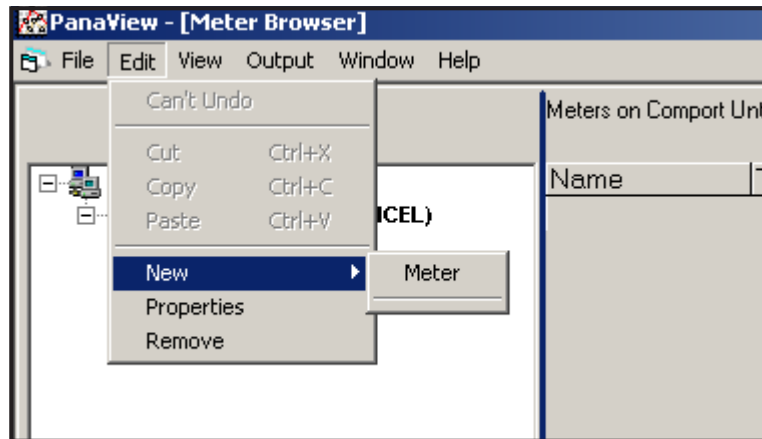 PanaView - [Meter Browser]
File Edit View Output Window Help
Can't Undo
Meters on Comport
Cut Ctrl+X
Copy Ctrl+C
Name
Paste Ctrl+V
ICEL)
New
Meter
Properties
Remove